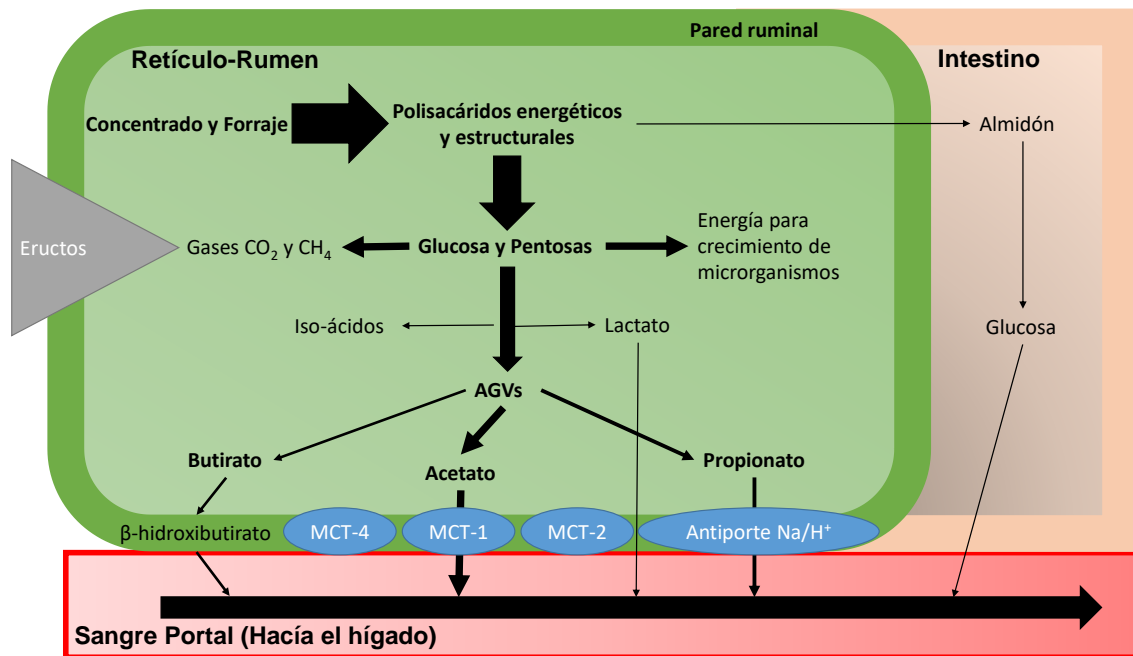 Pared ruminal
Retículo-Rumen
Intestino
Concentrado y Forraje
Polisacáridos energéticos
y estructurales
Almidón
Eructos
Gases CO₂ y CH₄
Glucosa y Pentosas
Energía para
crecimiento de
microrganismos
Iso-ácidos
Lactato
Glucosa
AGVs
Butirato
Acetato
Propionato
β-hidroxibutirato
MCT-4
MCT-1
MCT-2
Antiporte Na/H⁺
Sangre Portal (Hacía el hígado)